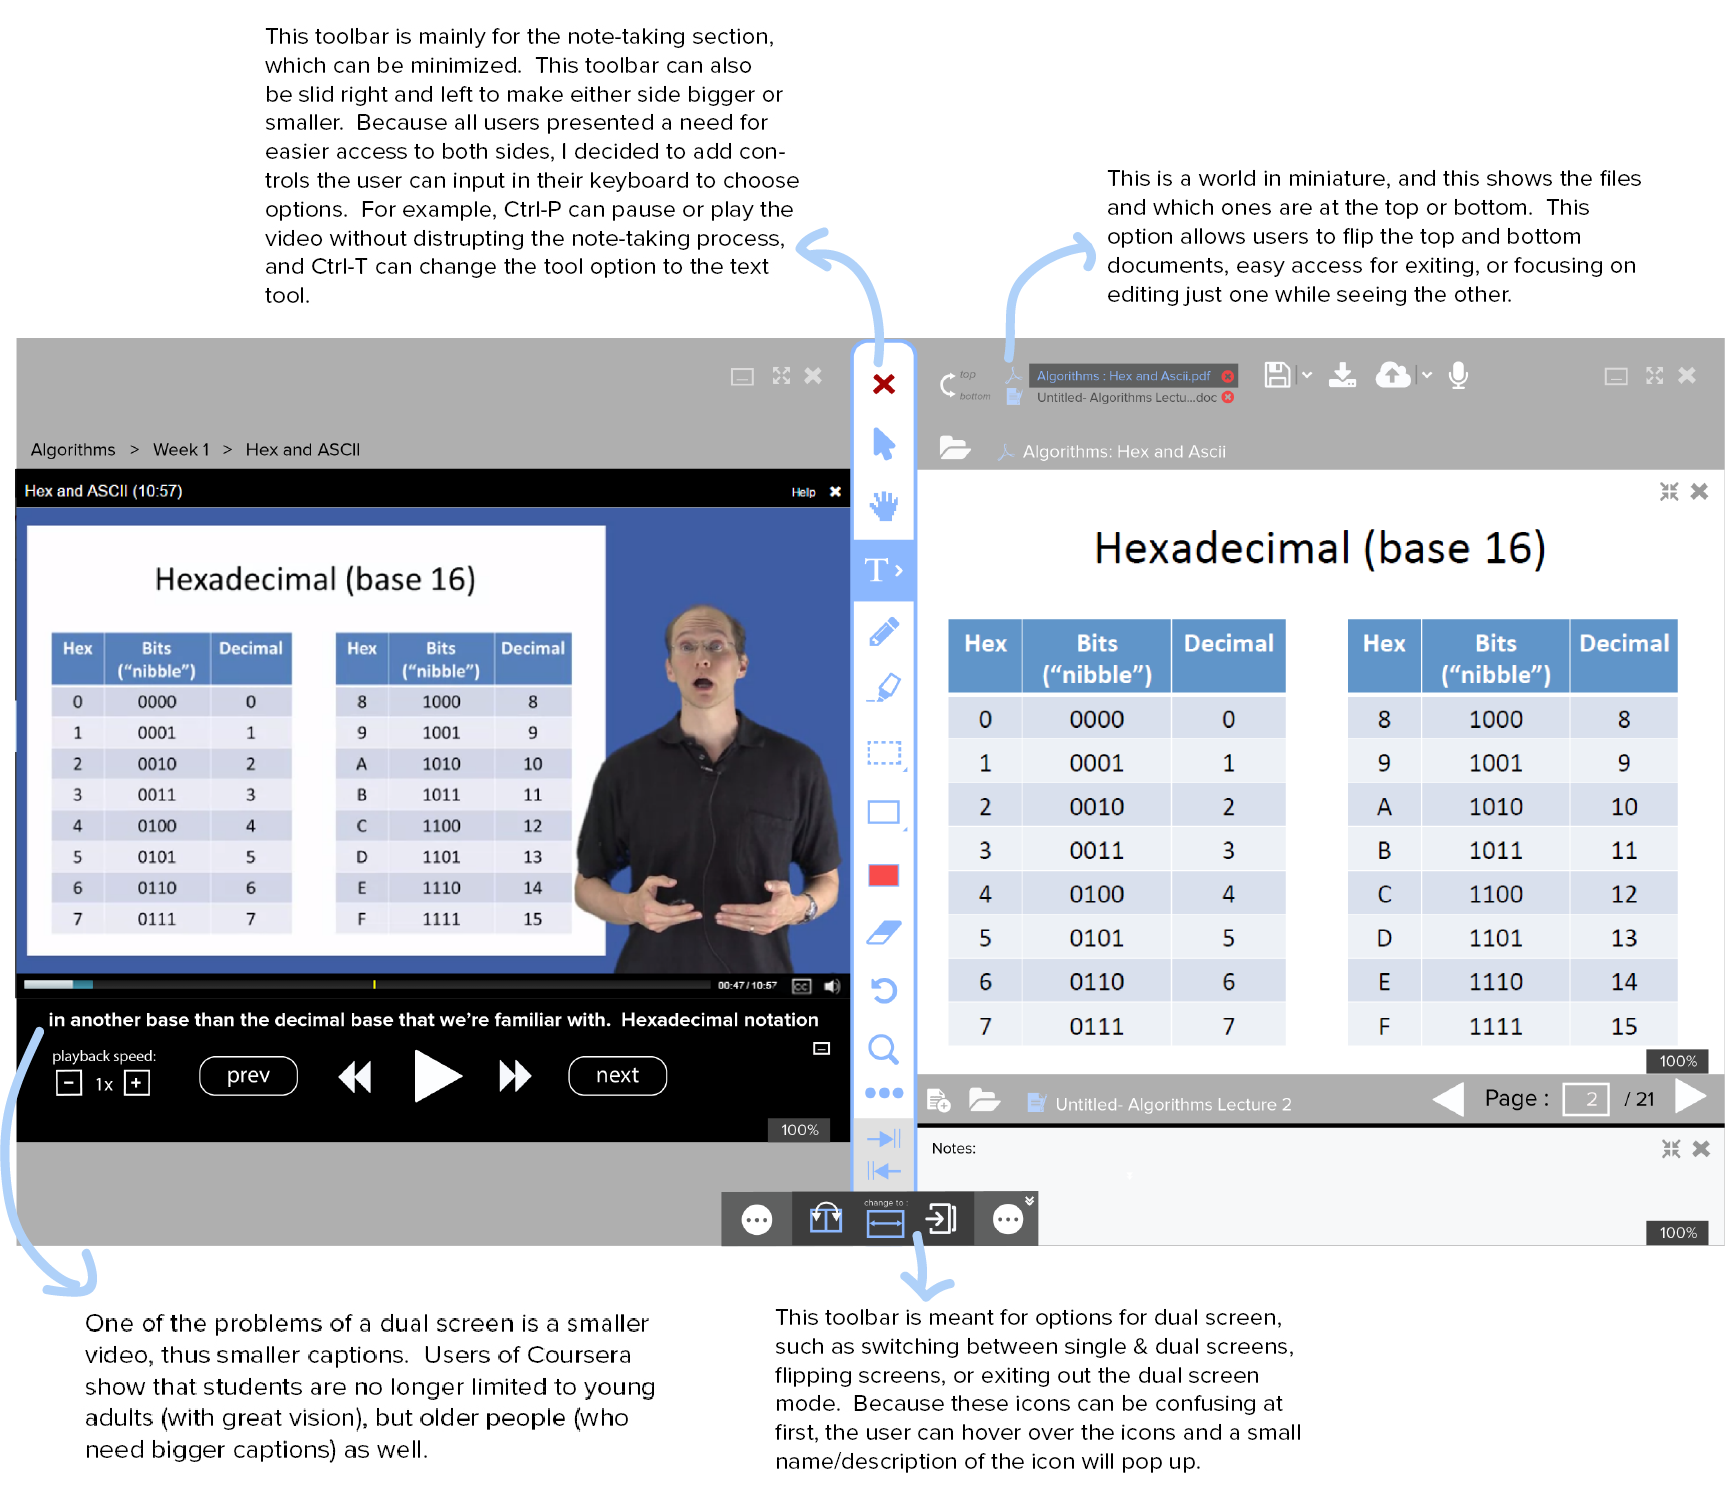 This toolbar is mainly for the note-taking section,
which can be minimized.  This toolbar can also
be slid right and left to make either side bigger or
smaller.  Because all users presented a need for
easier access to both sides, I decided to add con-
trols the user can input in their keyboard to choose
options.  For example, Ctrl-P can pause or play the
video without distrupting the note-taking process,
and Ctrl-T can change the tool option to the text
tool.
This is a world in miniature, and this shows the files
and which ones are at the top or bottom.  This
option allows users to flip the top and bottom
documents, easy access for exiting, or focusing on
editing just one while seeing the other.
top
bottom
Algorithms : Hex and Ascii.pdf
Untitled- Algorithms Lectu...doc
Algorithms > Week 1 > Hex and ASCII
Algorithms: Hex and Ascii
Hex and ASCII (10:57)
Help
Hexadecimal (base 16)
Hex Bits ("nibble") Decimal
0 0000 0
1 0001 1
2 0010 2
3 0011 3
4 0100 4
5 0101 5
6 0110 6
7 0111 7
Hex Bits ("nibble") Decimal
8 1000 8
9 1001 9
A 1010 10
B 1011 11
C 1100 12
D 1101 13
E 1110 14
F 1111 15
00:47 / 10:57
CC
in another base than the decimal base that we're familiar with.  Hexadecimal notation
playback speed:
- 1x +
prev
next
100%
T
Hexadecimal (base 16)
Hex Bits ("nibble") Decimal
0 0000 0
1 0001 1
2 0010 2
3 0011 3
4 0100 4
5 0101 5
6 0110 6
7 0111 7
Hex Bits ("nibble") Decimal
8 1000 8
9 1001 9
A 1010 10
B 1011 11
C 1100 12
D 1101 13
E 1110 14
F 1111 15
100%
Untitled- Algorithms Lecture 2
Page : 2 / 21
Notes:
100%
change to :
One of the problems of a dual screen is a smaller
video, thus smaller captions.  Users of Coursera
show that students are no longer limited to young
adults (with great vision), but older people (who
need bigger captions) as well.
This toolbar is meant for options for dual screen,
such as switching between single & dual screens,
flipping screens, or exiting out the dual screen
mode.  Because these icons can be confusing at
first, the user can hover over the icons and a small
name/description of the icon will pop up.